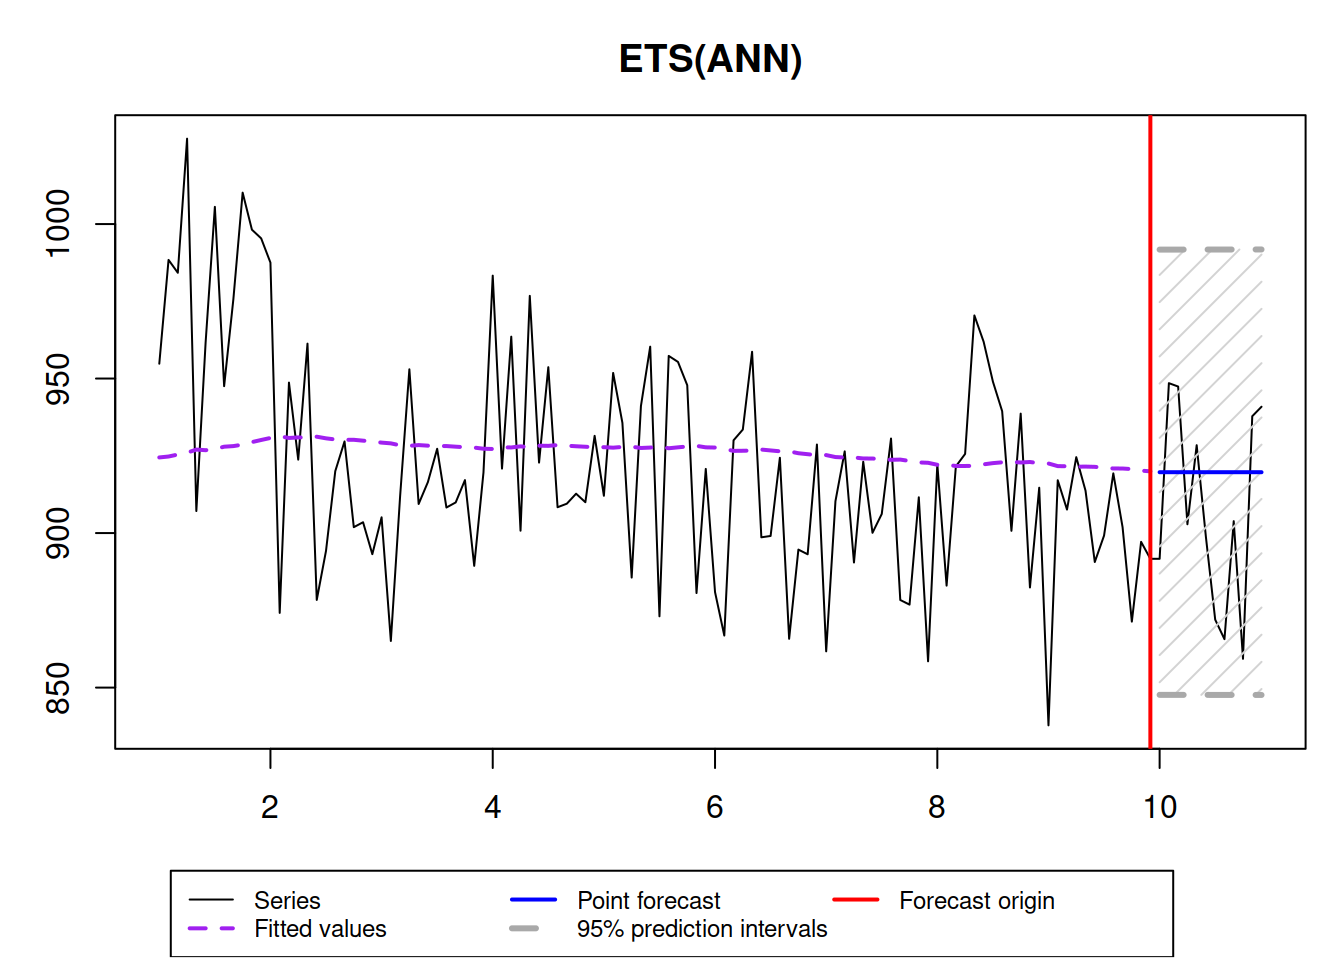 ETS(ANN)
1000
950
900
850
2 4 6 8 10
Series Point forecast Forecast origin
Fitted values 95% prediction intervals